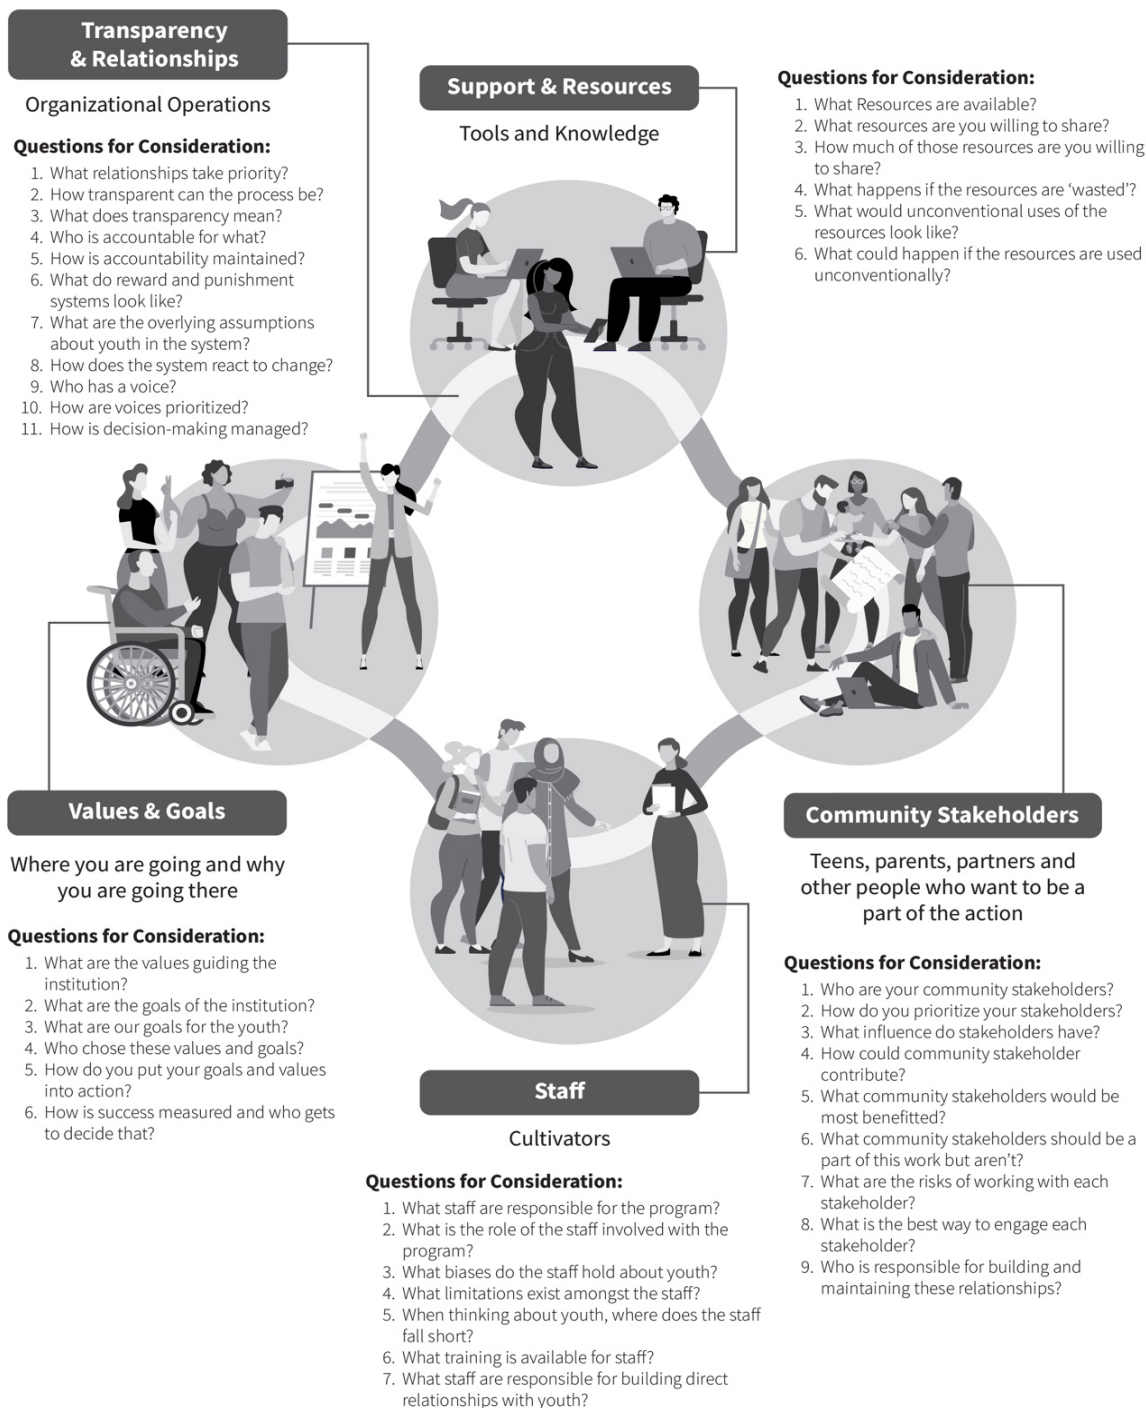 Transparency
& Relationships
Organizational Operations
Questions for Consideration:
1. What relationships take priority?
2. How transparent can the process be?
3. What does transparency mean?
4. Who is accountable for what?
5. How is accountability maintained?
6. What do reward and punishment
systems look like?
7. What are the overlying assumptions
about youth in the system?
8. How does the system react to change?
9. Who has a voice?
10. How are voices prioritized?
11. How is decision-making managed?
Support & Resources
Tools and Knowledge
Questions for Consideration:
1. What Resources are available?
2. What resources are you willing to share?
3. How much of those resources are you willing
to share?
4. What happens if the resources are ‘wasted’?
5. What would unconventional uses of the
resources look like?
6. What could happen if the resources are used
unconventionally?
Values & Goals
Where you are going and why
you are going there
Questions for Consideration:
1. What are the values guiding the
institution?
2. What are the goals of the institution?
3. What are our goals for the youth?
4. Who chose these values and goals?
5. How do you put your goals and values
into action?
6. How is success measured and who gets
to decide that?
Staff
Cultivators
Questions for Consideration:
1. What staff are responsible for the program?
2. What is the role of the staff involved with the
program?
3. What biases do the staff hold about youth?
4. What limitations exist amongst the staff?
5. When thinking about youth, where does the staff
fall short?
6. What training is available for staff?
7. What staff are responsible for building direct
relationships with youth?
Community Stakeholders
Teens, parents, partners and
other people who want to be a
part of the action
Questions for Consideration:
1. Who are your community stakeholders?
2. How do you prioritize your stakeholders?
3. What influence do stakeholders have?
4. How could community stakeholder
contribute?
5. What community stakeholders would be
most benefitted?
6. What community stakeholders should be a
part of this work but aren’t?
7. What are the risks of working with each
stakeholder?
8. What is the best way to engage each
stakeholder?
9. Who is responsible for building and
maintaining these relationships?